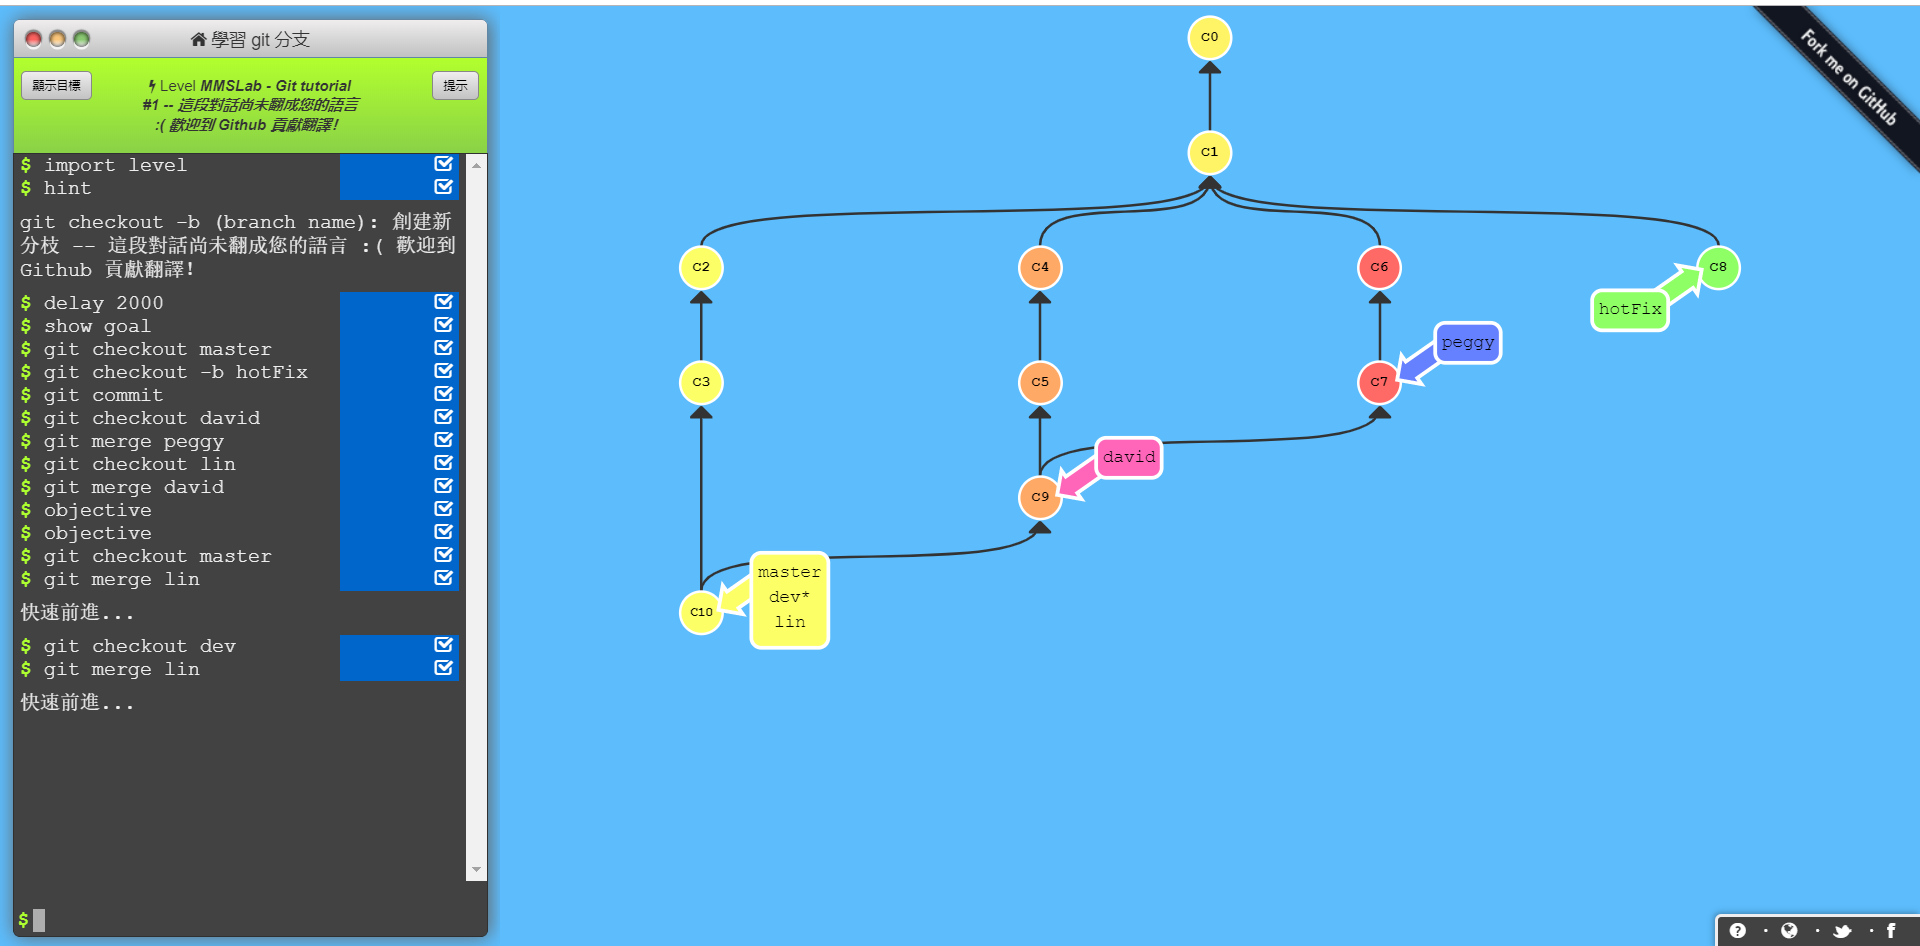 學習 git 分支
顯示目標
Level MMSLab - Git tutorial
#1 -- 這段對話尚未翻成您的語言
:( 歡迎到 Github 貢獻翻譯!
提示
$ import level
$ hint
git checkout -b (branch name): 創建新
分枝 -- 這段對話尚未翻成您的語言 :( 歡迎到
Github 貢獻翻譯!
$ delay 2000
$ show goal
$ git checkout master
$ git checkout -b hotFix
$ git commit
$ git checkout david
$ git merge peggy
$ git checkout lin
$ git merge david
$ objective
$ objective
$ git checkout master
$ git merge lin
快速前進...
$ git checkout dev
$ git merge lin
快速前進...
$
C0
C1
C2
C4
C6
C8
hotFix
peggy
C3
C5
C7
david
C9
master
dev*
lin
C10
Fork me on GitHub